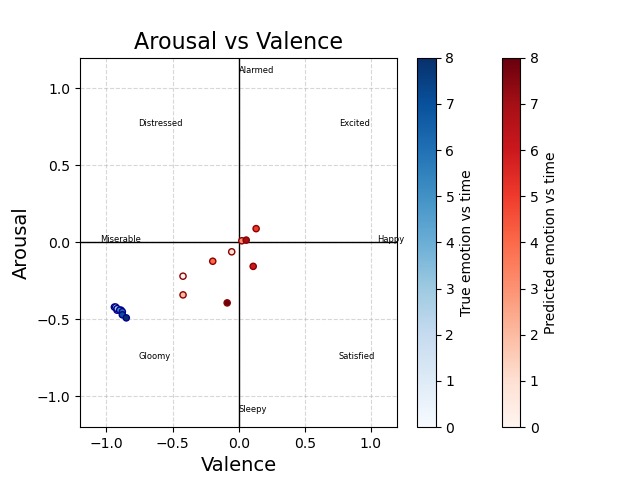 Arousal vs Valence
Alarmed
Distressed
Excited
Miserable
Happy
Gloomy
Satisfied
Sleepy
1.0
0.5
0.0
−0.5
−1.0
Arousal
−1.0
−0.5
0.0
0.5
1.0
Valence
8
7
6
5
4
3
2
1
0
True emotion vs time
8
7
6
5
4
3
2
1
0
Predicted emotion vs time